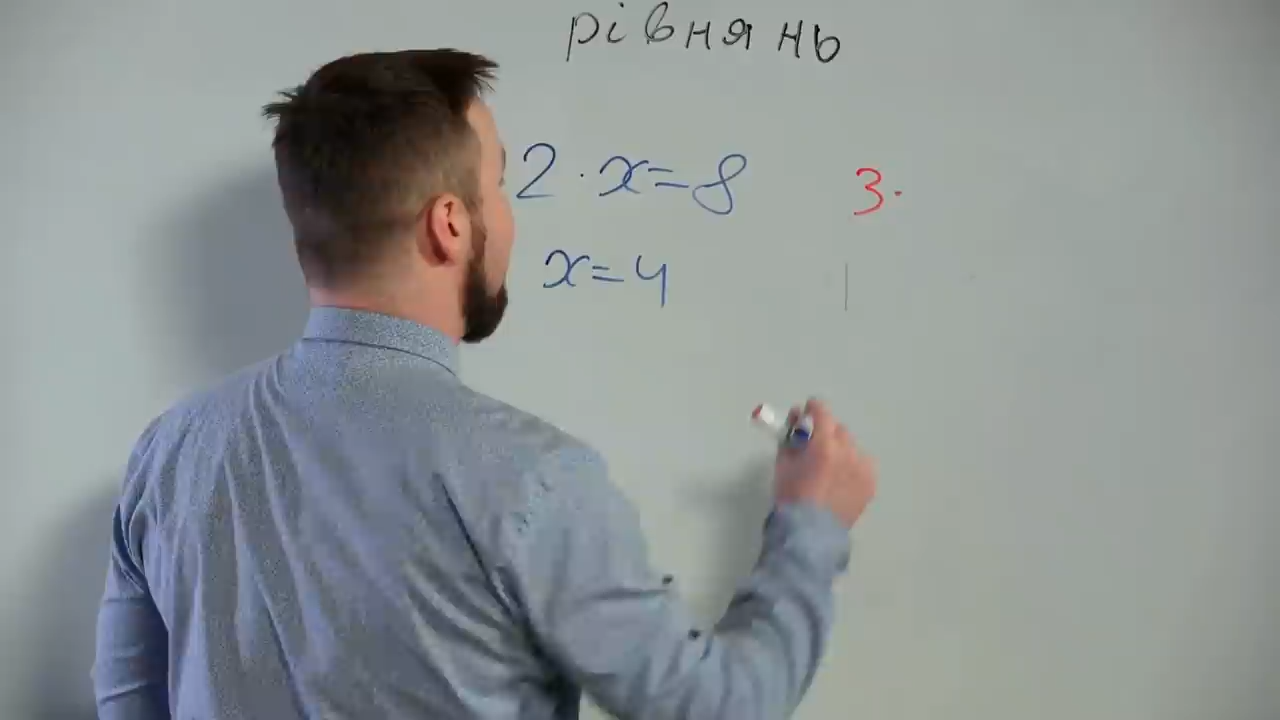 рівнянь
2 · x = 8 3 ·
x = 4